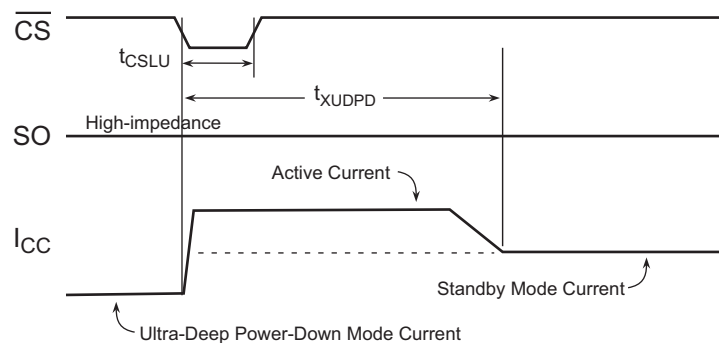 CS
tCSLU
tXUDPD
High-impedance
SO
Active Current
ICC
Standby Mode Current
Ultra-Deep Power-Down Mode Current